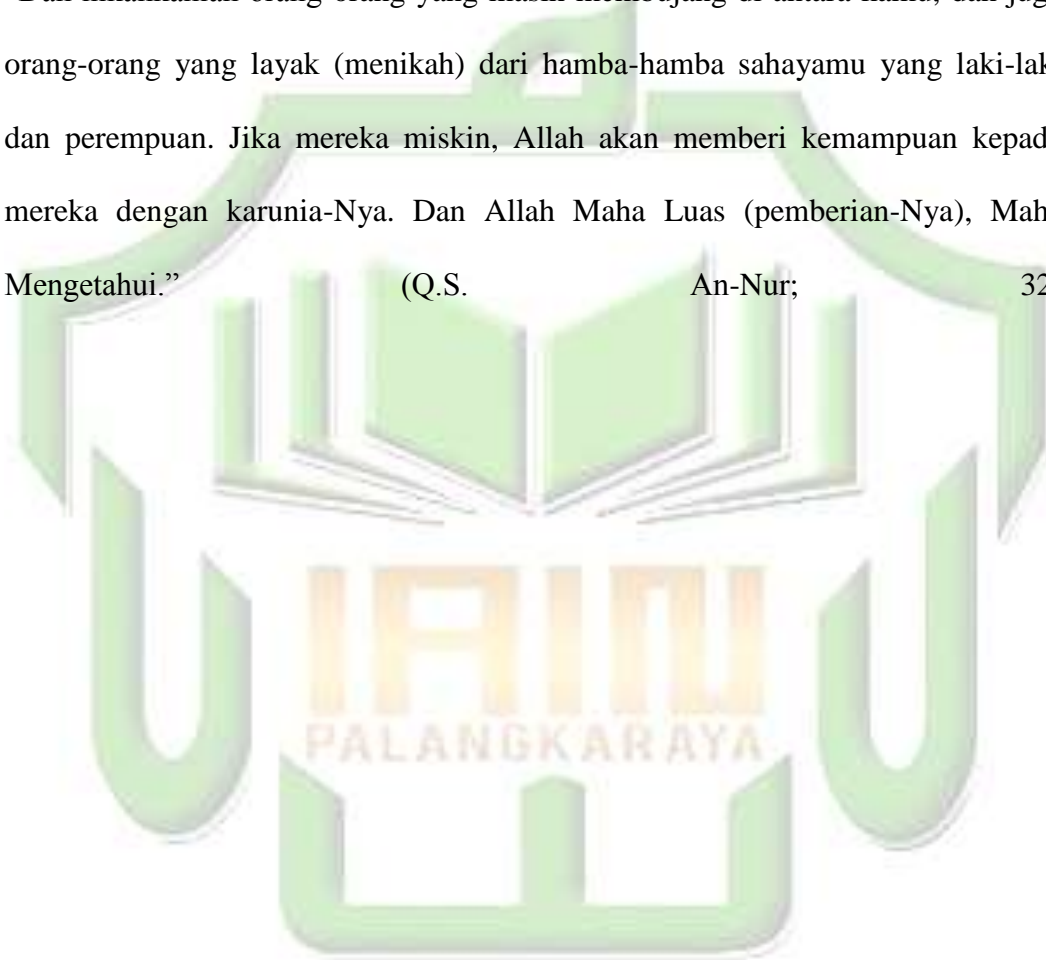 orang-orang yang layak (menikah) dari hamba-hamba sahayamu yang laki-lak
dan perempuan. Jika mereka miskin, Allah akan memberi kemampuan kepad
mereka dengan karunia-Nya. Dan Allah Maha Luas (pemberian-Nya), Mah
Mengetahui.” (Q.S. An-Nur; 32
IAIN
PALANGKARAYA